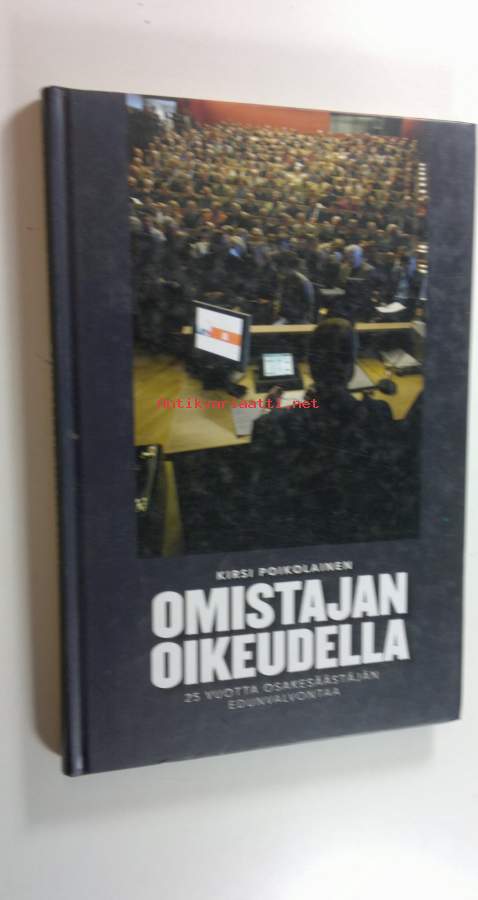 antikvariaatti.net
KIRSI POIKOLAINEN
OMISTAJAN
OIKEUDELLA
25 VUOTTA OSAKESÄÄSTÄJÄN
EDUNVALVONTAA